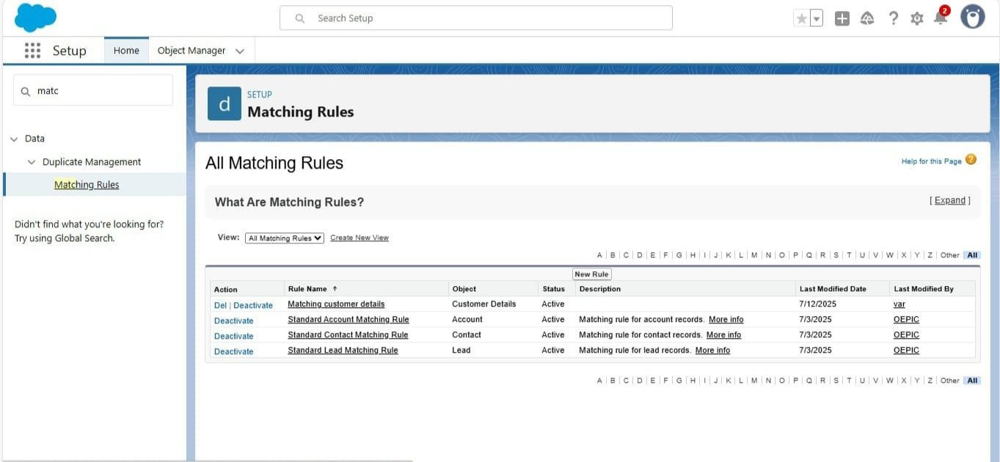 Search Setup
2
Setup Home Object Manager
matc
Data
Duplicate Management
Matching Rules
Didn't find what you're looking for?
Try using Global Search.
d
SETUP
Matching Rules
All Matching Rules
Help for this Page ?
What Are Matching Rules? [ Expand ]
View: All Matching Rules Create New View
A | B | C | D | E | F | G | H | I | J | K | L | M | N | O | P | Q | R | S | T | U | V | W | X | Y | Z | Other | All
New Rule
Action Rule Name ↑ Object Status Description Last Modified Date Last Modified By
Del | Deactivate Matching customer details Customer Details Active 7/12/2025 var
Deactivate Standard Account Matching Rule Account Active Matching rule for account records. More info 7/3/2025 OEPIC
Deactivate Standard Contact Matching Rule Contact Active Matching rule for contact records. More info 7/3/2025 OEPIC
Deactivate Standard Lead Matching Rule Lead Active Matching rule for lead records. More info 7/3/2025 OEPIC
A | B | C | D | E | F | G | H | I | J | K | L | M | N | O | P | Q | R | S | T | U | V | W | X | Y | Z | Other | All